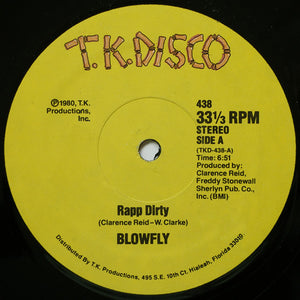 T.K.DISCO
℗1980, T.K.
Productions,
Inc.
438
33⅓ RPM
STEREO
SIDE A
(TKD-438-A)
Time: 6:51
Produced by:
Clarence Reid,
Freddy Stonewall
Sherlyn Pub. Co.,
Inc. (BMI)
Rapp Dirty
(Clarence Reid-W. Clarke)
BLOWFLY
Distributed By T.K. Productions, 495 S.E. 10th Ct. Hialeah, Florida 33010